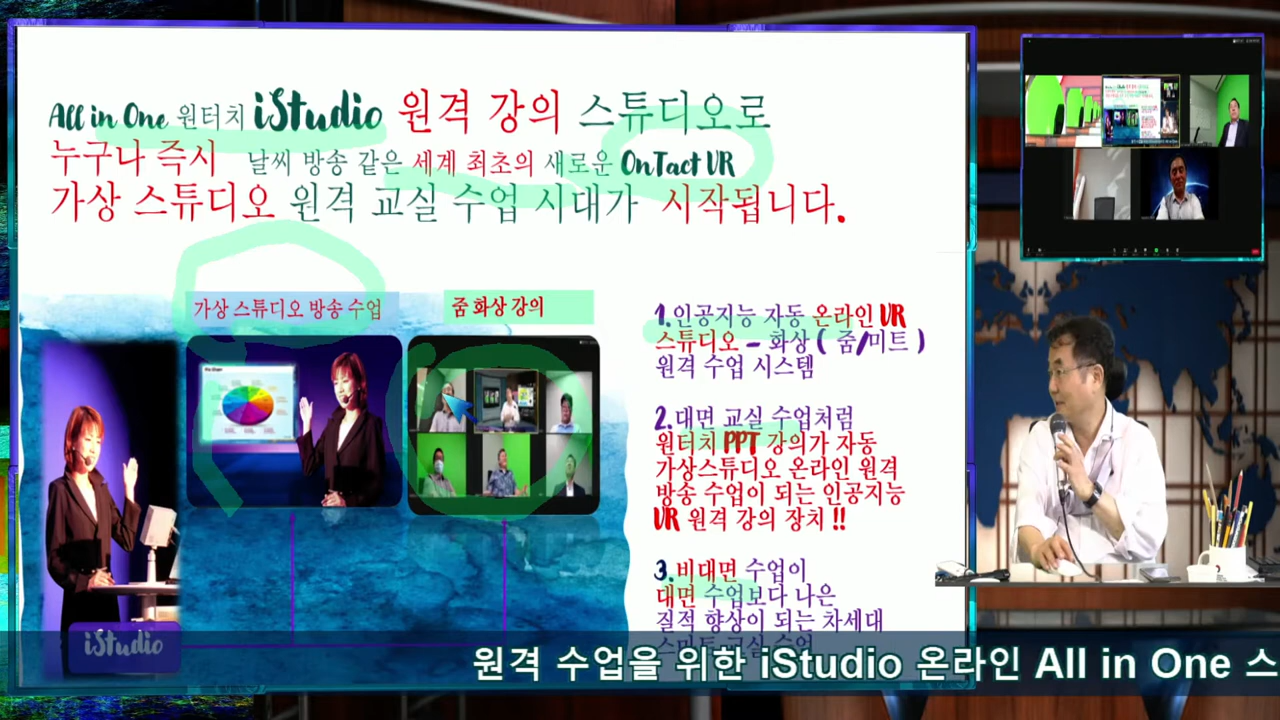 All in One 원터치 iStudio 원격 강의 스튜디오로
누구나 즉시 날씨 방송 같은 세계 최초의 새로운 OnTact VR
가상 스튜디오 원격 교실 수업 시대가 시작됩니다.
가상 스튜디오 방송 수업
줌 화상 강의
1.인공지능 자동 온라인 VR
스튜디오 - 화상 ( 줌/미트 )
원격 수업 시스템
2.대면 교실 수업처럼
원터치 PPT 강의가 자동
가상스튜디오 온라인 원격
방송 수업이 되는 인공지능
VR 원격 강의 장치 !!
3.비대면 수업이
대면 수업보다 나은
질적 향상이 되는 차세대
스마트 교실 수업
iStudio
원격 수업을 위한 iStudio 온라인 All in One 스